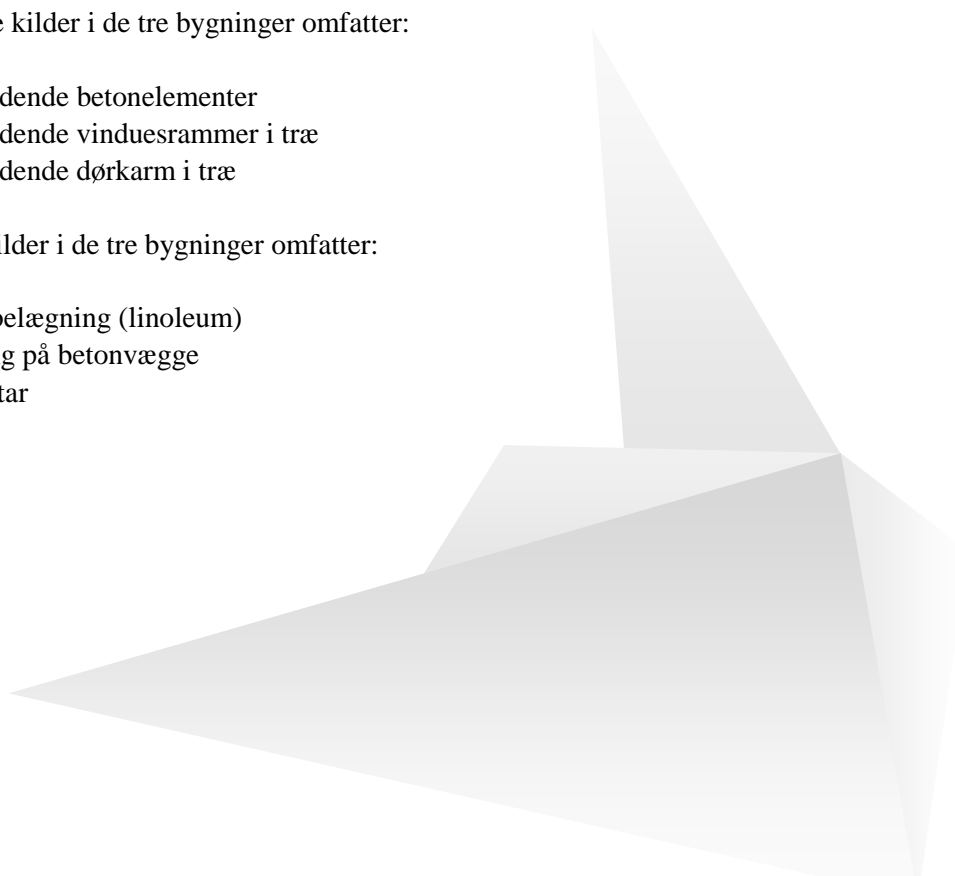 e kilder i de tre bygninger omfatter:
dende betonelementer
dende vinduesrammer i træ
dende dørkarm i træ
ilder i de tre bygninger omfatter:
belægning (linoleum)
g på betonvægge
tar